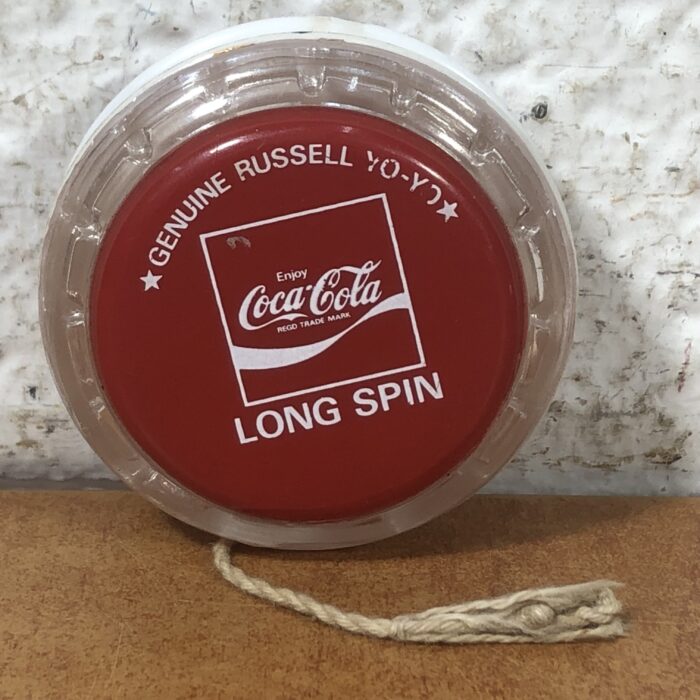 ★ GENUINE RUSSELL YO-YO ★
Enjoy
Coca-Cola
REGD TRADE MARK
LONG SPIN